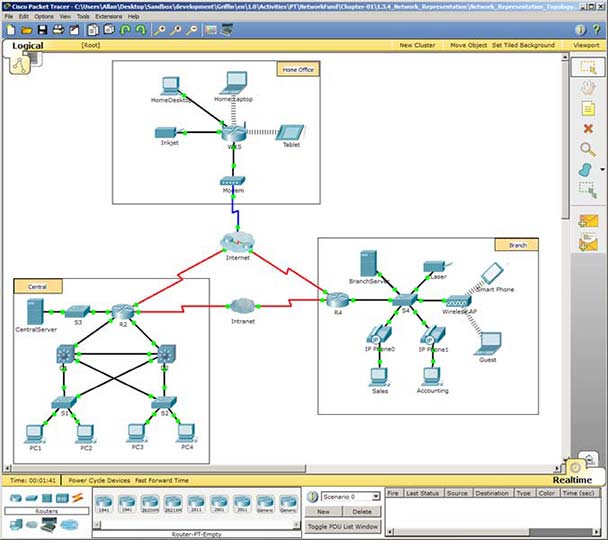 Cisco Packet Tracer - C:\Users\Allan\Desktop\Sandbox\development\Griffin\en\1.0\Activities\PT\NetworkFund\Chapter-01\1.3.4_Network_Representation\Network_Representation_Topology...
File Edit Options View Tools Extensions Help
Logical [Root] New Cluster Move Object Set Tiled Background Viewport
Home Office
HomeDesktop
HomeLaptop
Inkjet
WRS
Tablet
Modem
Internet
Branch
BranchServer
Laser
Smart Phone
Central
CentralServer
S3
R2
Intranet
R4
S4
Wireless AP
IP Phone0
IP Phone1
Guest
Sales
Accounting
S1
S2
PC1
PC2
PC3
PC4
Time: 00:01:41 Power Cycle Devices Fast Forward Time
Realtime
Routers
1841
1941
2620XM
2621XM
2811
2901
2911
Generic
Generic
Router-PT-Empty
Scenario 0
New Delete
Toggle PDU List Window
Fire Last Status Source Destination Type Color Time (sec)